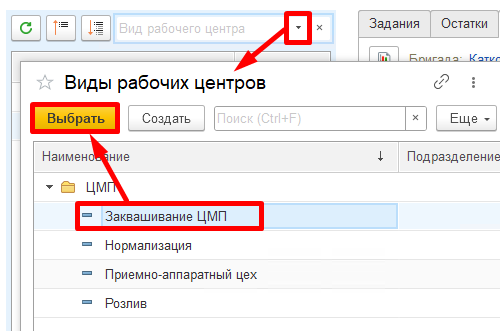 Вид рабочего центра
Задания
Остатки
Бригада: Катко
Виды рабочих центров
Выбрать
Создать
Поиск (Ctrl+F)
Еще
Наименование
Подразделение
ЦМП
Заквашивание ЦМП
Нормализация
Приемно-аппаратный цех
Розлив